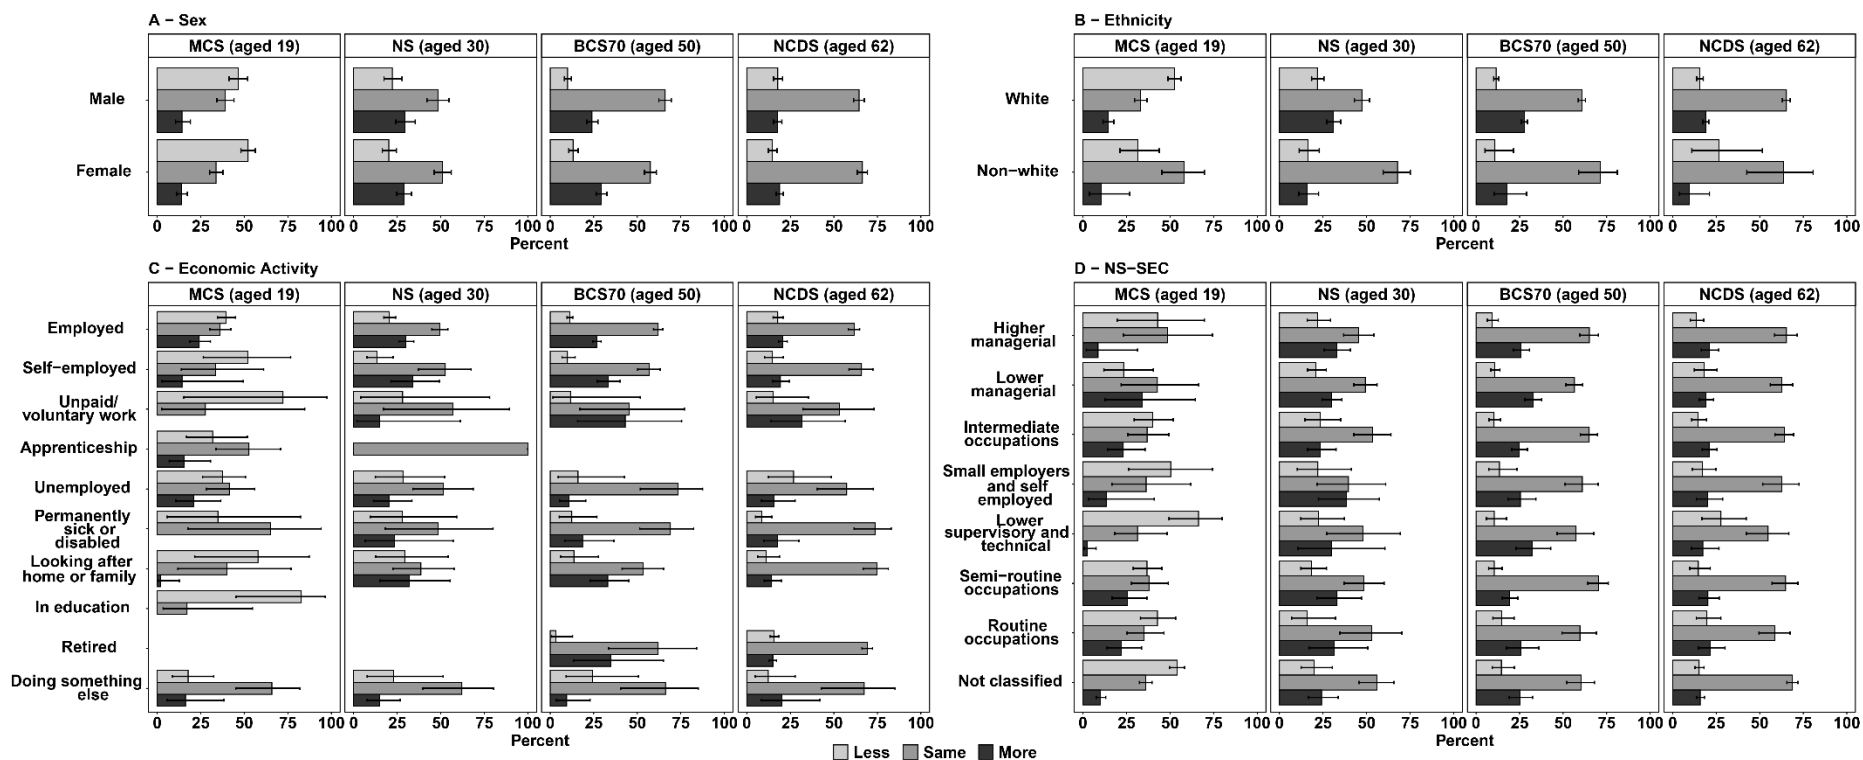 A − Sex
MCS (aged 19) NS (aged 30) BCS70 (aged 50) NCDS (aged 62)
Male
Female
0 25 50 75 100 0 25 50 75 100 0 25 50 75 100 0 25 50 75 100
Percent
B − Ethnicity
MCS (aged 19) NS (aged 30) BCS70 (aged 50) NCDS (aged 62)
White
Non−white
0 25 50 75 100 0 25 50 75 100 0 25 50 75 100 0 25 50 75 100
Percent
C − Economic Activity
MCS (aged 19) NS (aged 30) BCS70 (aged 50) NCDS (aged 62)
Employed
Self−employed
Unpaid/
voluntary work
Apprenticeship
Unemployed
Permanently
sick or
disabled
Looking after
home or family
In education
Retired
Doing something
else
0 25 50 75 100 0 25 50 75 100 0 25 50 75 100 0 25 50 75 100
Percent
D − NS−SEC
MCS (aged 19) NS (aged 30) BCS70 (aged 50) NCDS (aged 62)
Higher
managerial
Lower
managerial
Intermediate
occupations
Small employers
and self
employed
Lower
supervisory and
technical
Semi−routine
occupations
Routine
occupations
Not classified
0 25 50 75 100 0 25 50 75 100 0 25 50 75 100 0 25 50 75 100
Percent
Less Same More